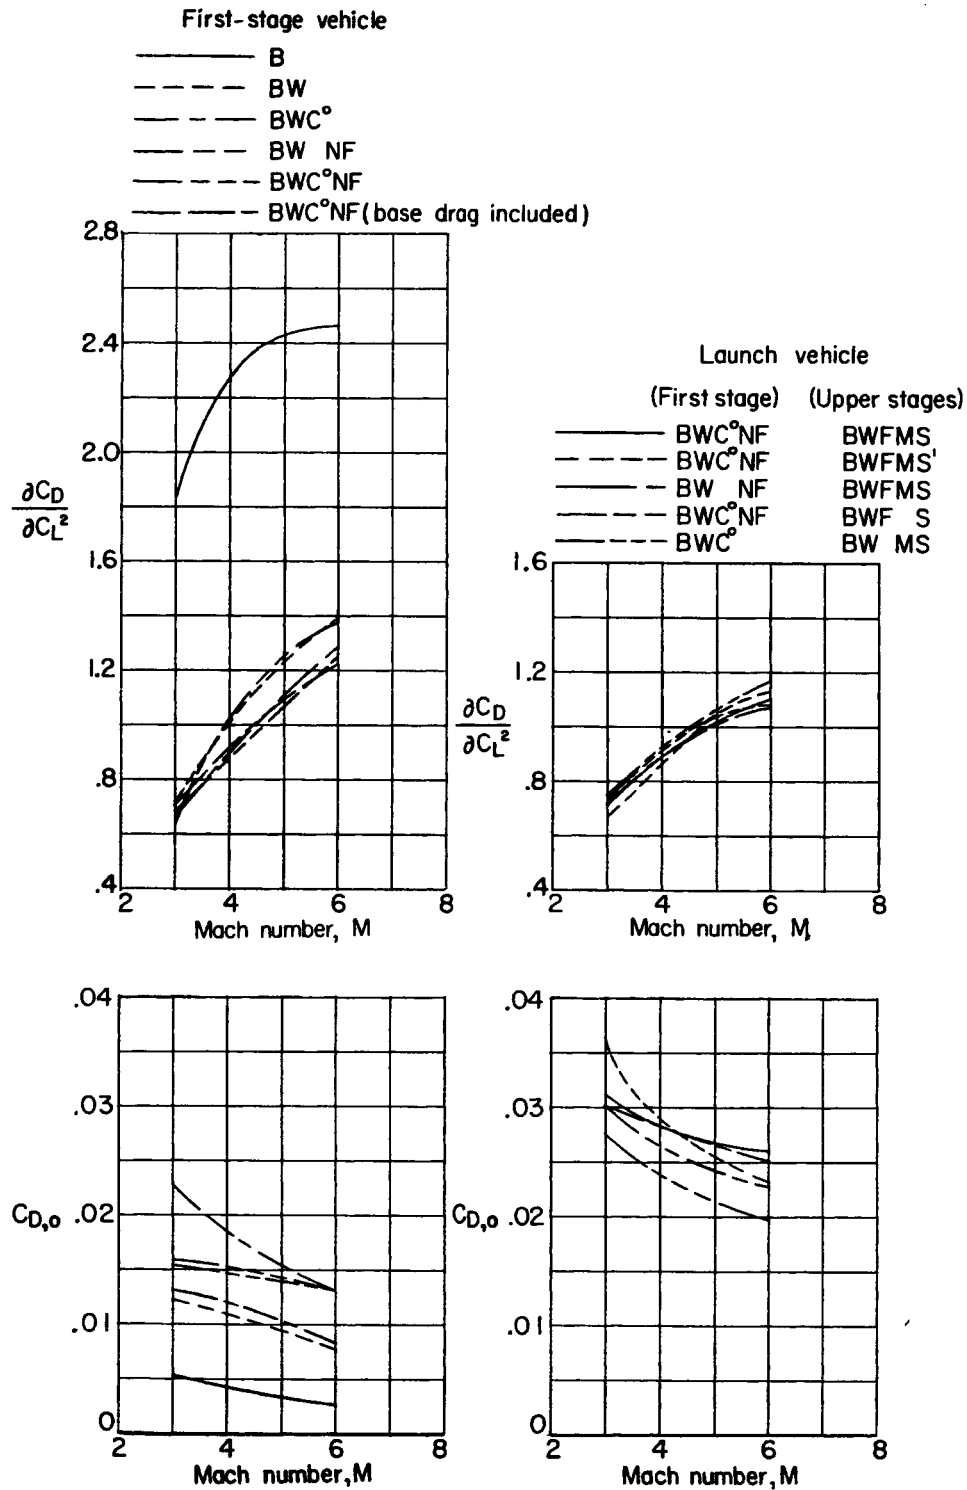 First-stage vehicle
B
BW
BWC°
BW NF
BWC°NF
BWC°NF (base drag included)
2.8
2.4
2.0
1.6
1.2
.8
.4
∂C_D
∂C_L²
2 4 6 8
Mach number, M
Launch vehicle
(First stage) (Upper stages)
BWC°NF BWFMS
BWC°NF BWFMS'
BW NF BWFMS
BWC°NF BWF S
BWC° BW MS
1.6
1.2
.8
.4
∂C_D
∂C_L²
2 4 6 8
Mach number, M
.04
.03
.02
.01
0
C_D,o
2 4 6 8
Mach number, M
.04
.03
.02
.01
0
C_D,o
2 4 6 8
Mach number, M